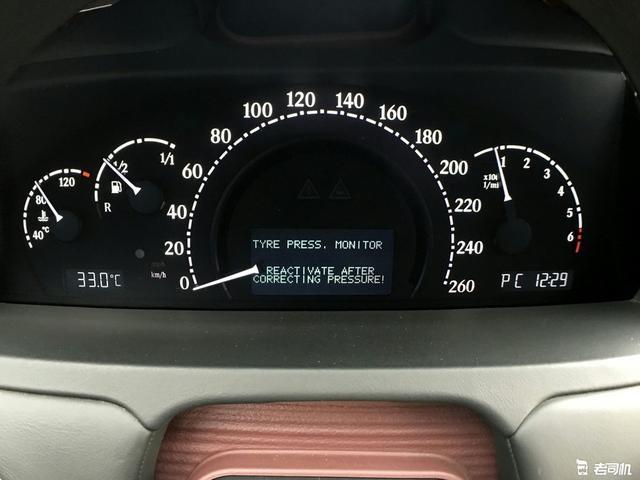 100 120 140
80 160
60 180
40 200
20 220
0 240
260
km/h
120
80
40°C
1/1
1/2
R
1 2 3 4 5 6
1/mi
33.0°C
TYRE PRESS. MONITOR
REACTIVATE AFTER
CORRECTING PRESSURE!
P C 12:29
老司机